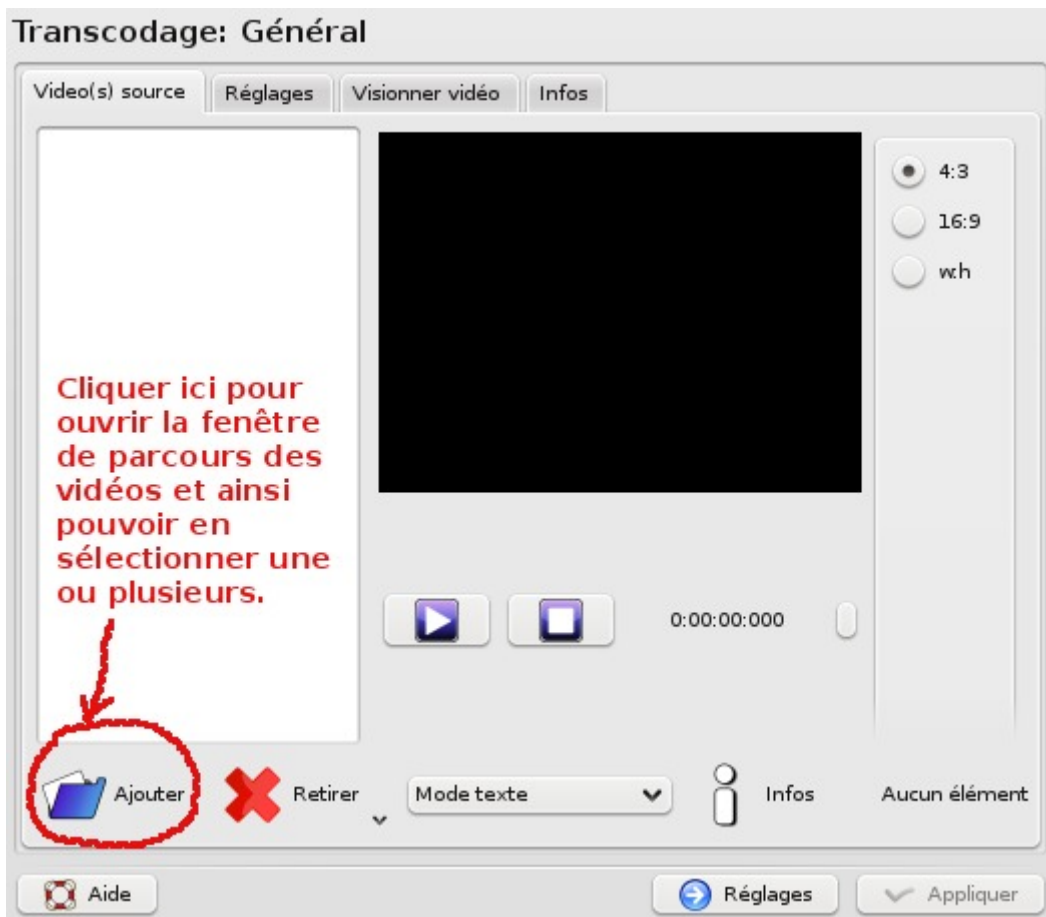 Transcodage: Général
Video(s) source
Réglages
Visionner vidéo
Infos
4:3
16:9
w:h
Cliquer ici pour
ouvrir la fenêtre
de parcours des
vidéos et ainsi
pouvoir en
sélectionner une
ou plusieurs.
0:00:00:000
Ajouter
Retirer
Mode texte
Infos
Aucun élément
Aide
Réglages
Appliquer